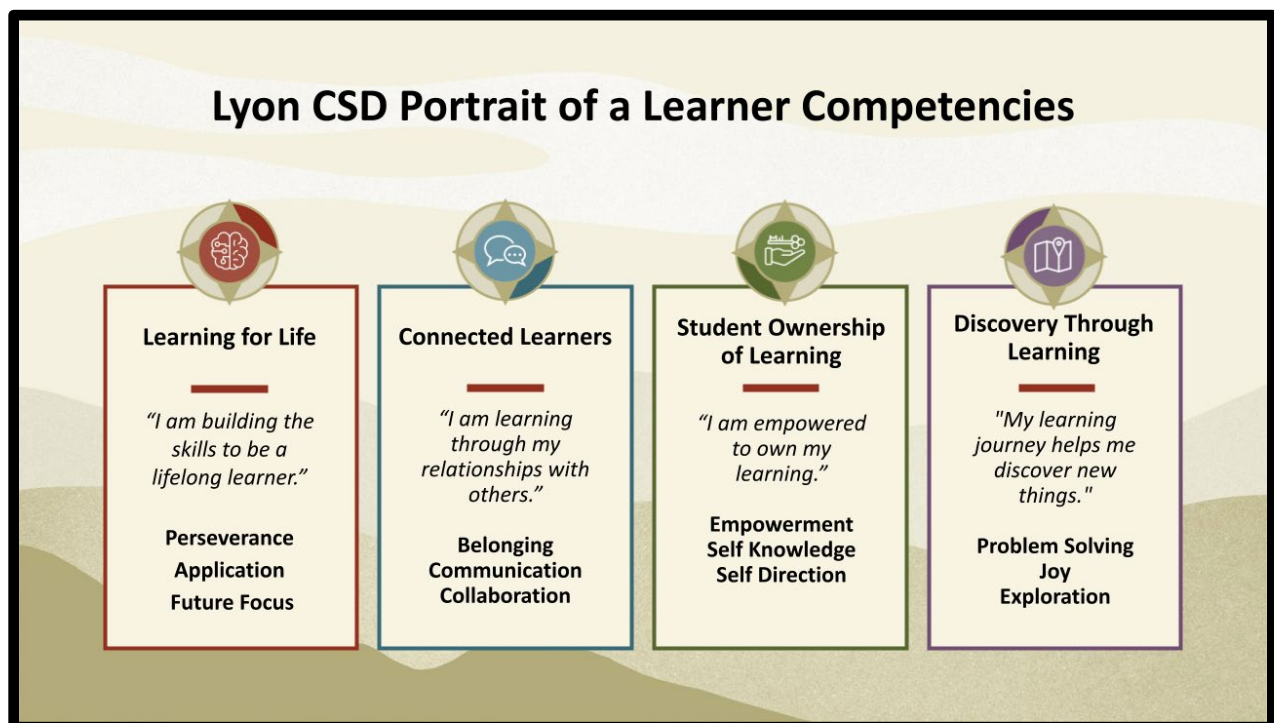 Lyon CSD Portrait of a Learner Competencies
Learning for Life
“I am building the
skills to be a
lifelong learner.”
Perseverance
Application
Future Focus
Connected Learners
“I am learning
through my
relationships with
others.”
Belonging
Communication
Collaboration
Student Ownership
of Learning
“I am empowered
to own my
learning.”
Empowerment
Self Knowledge
Self Direction
Discovery Through
Learning
"My learning
journey helps me
discover new
things."
Problem Solving
Joy
Exploration